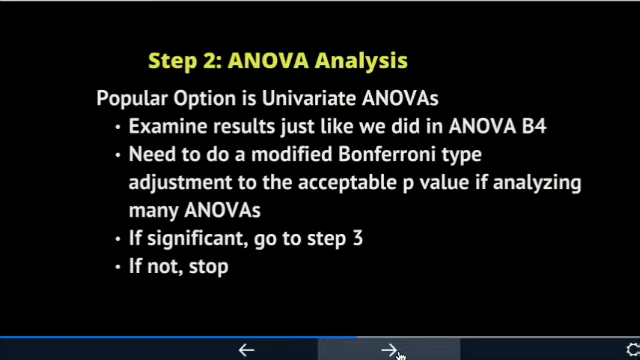 Step 2: ANOVA Analysis
Popular Option is Univariate ANOVAs
• Examine results just like we did in ANOVA B4
• Need to do a modified Bonferroni type
adjustment to the acceptable p value if analyzing
many ANOVAs
• If significant, go to step 3
• If not, stop